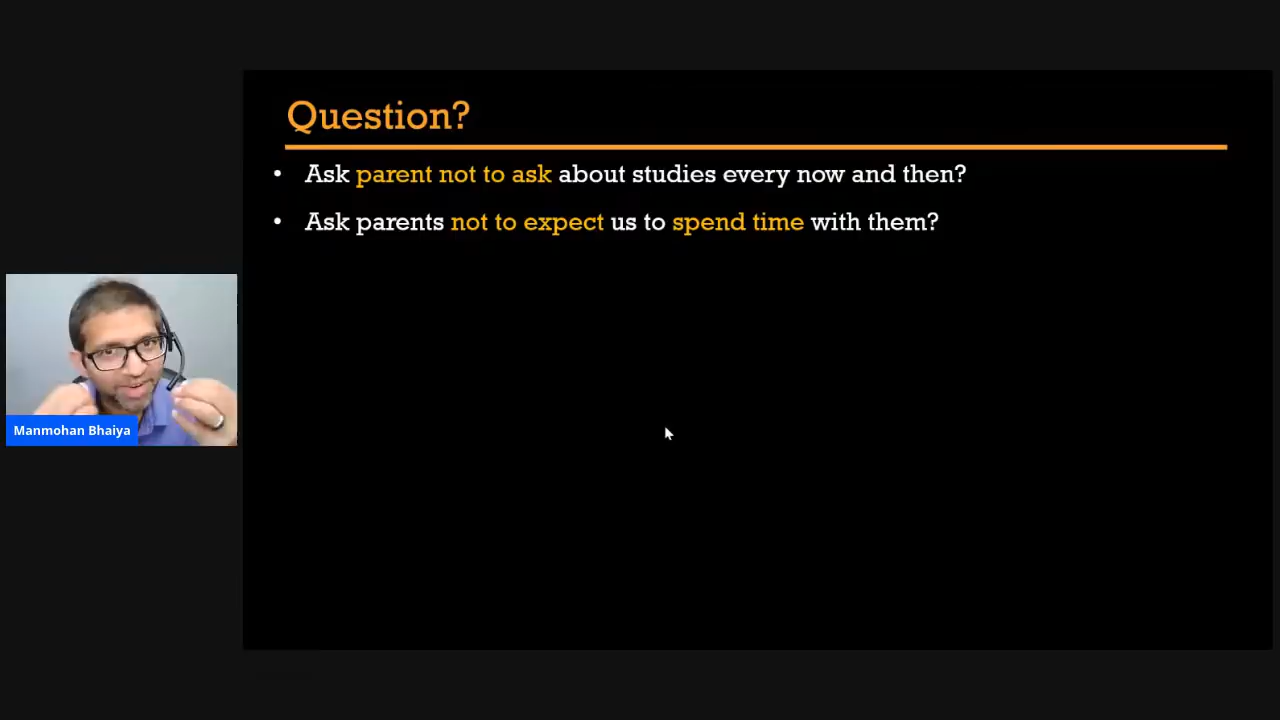 Question?
• Ask parent not to ask about studies every now and then?
• Ask parents not to expect us to spend time with them?
Manmohan Bhaiya